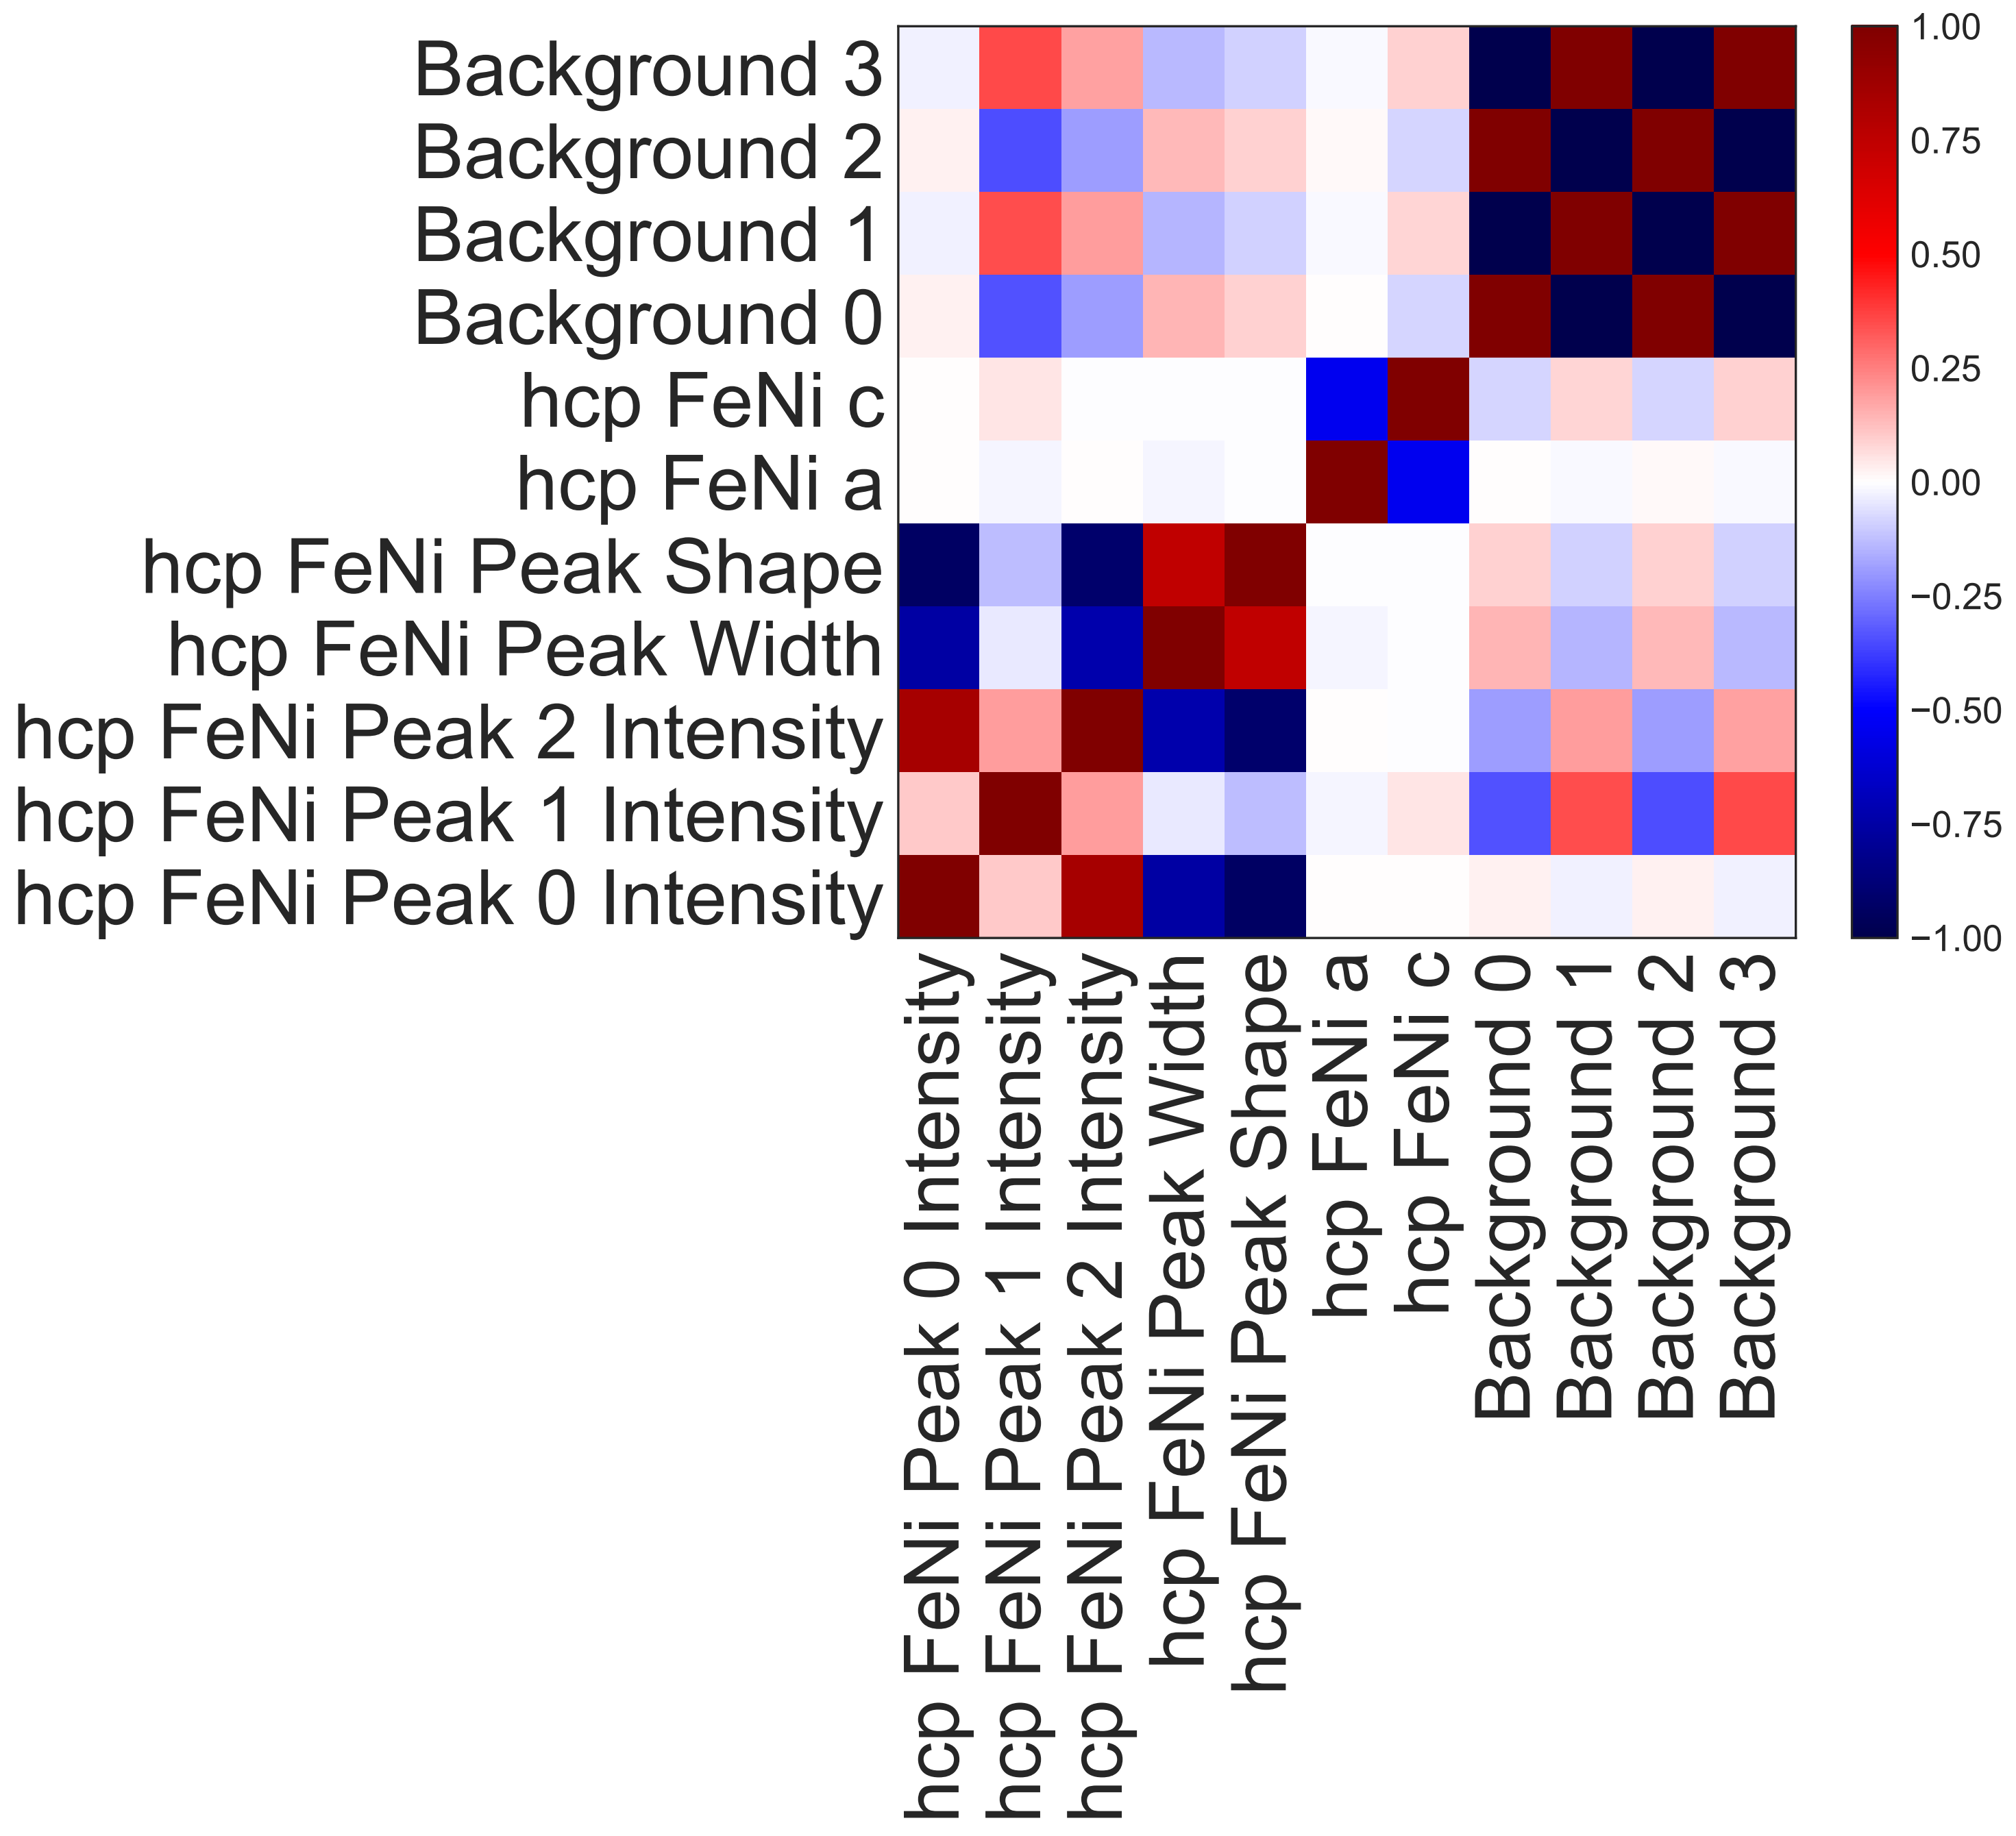 Background 3
Background 2
Background 1
Background 0
hcp FeNi c
hcp FeNi a
hcp FeNi Peak Shape
hcp FeNi Peak Width
hcp FeNi Peak 2 Intensity
hcp FeNi Peak 1 Intensity
hcp FeNi Peak 0 Intensity
hcp FeNi Peak 0 Intensity
hcp FeNi Peak 1 Intensity
hcp FeNi Peak 2 Intensity
hcp FeNi Peak Width
hcp FeNi Peak Shape
hcp FeNi a
hcp FeNi c
Background 0
Background 1
Background 2
Background 3
1.00
0.75
0.50
0.25
0.00
−0.25
−0.50
−0.75
−1.00